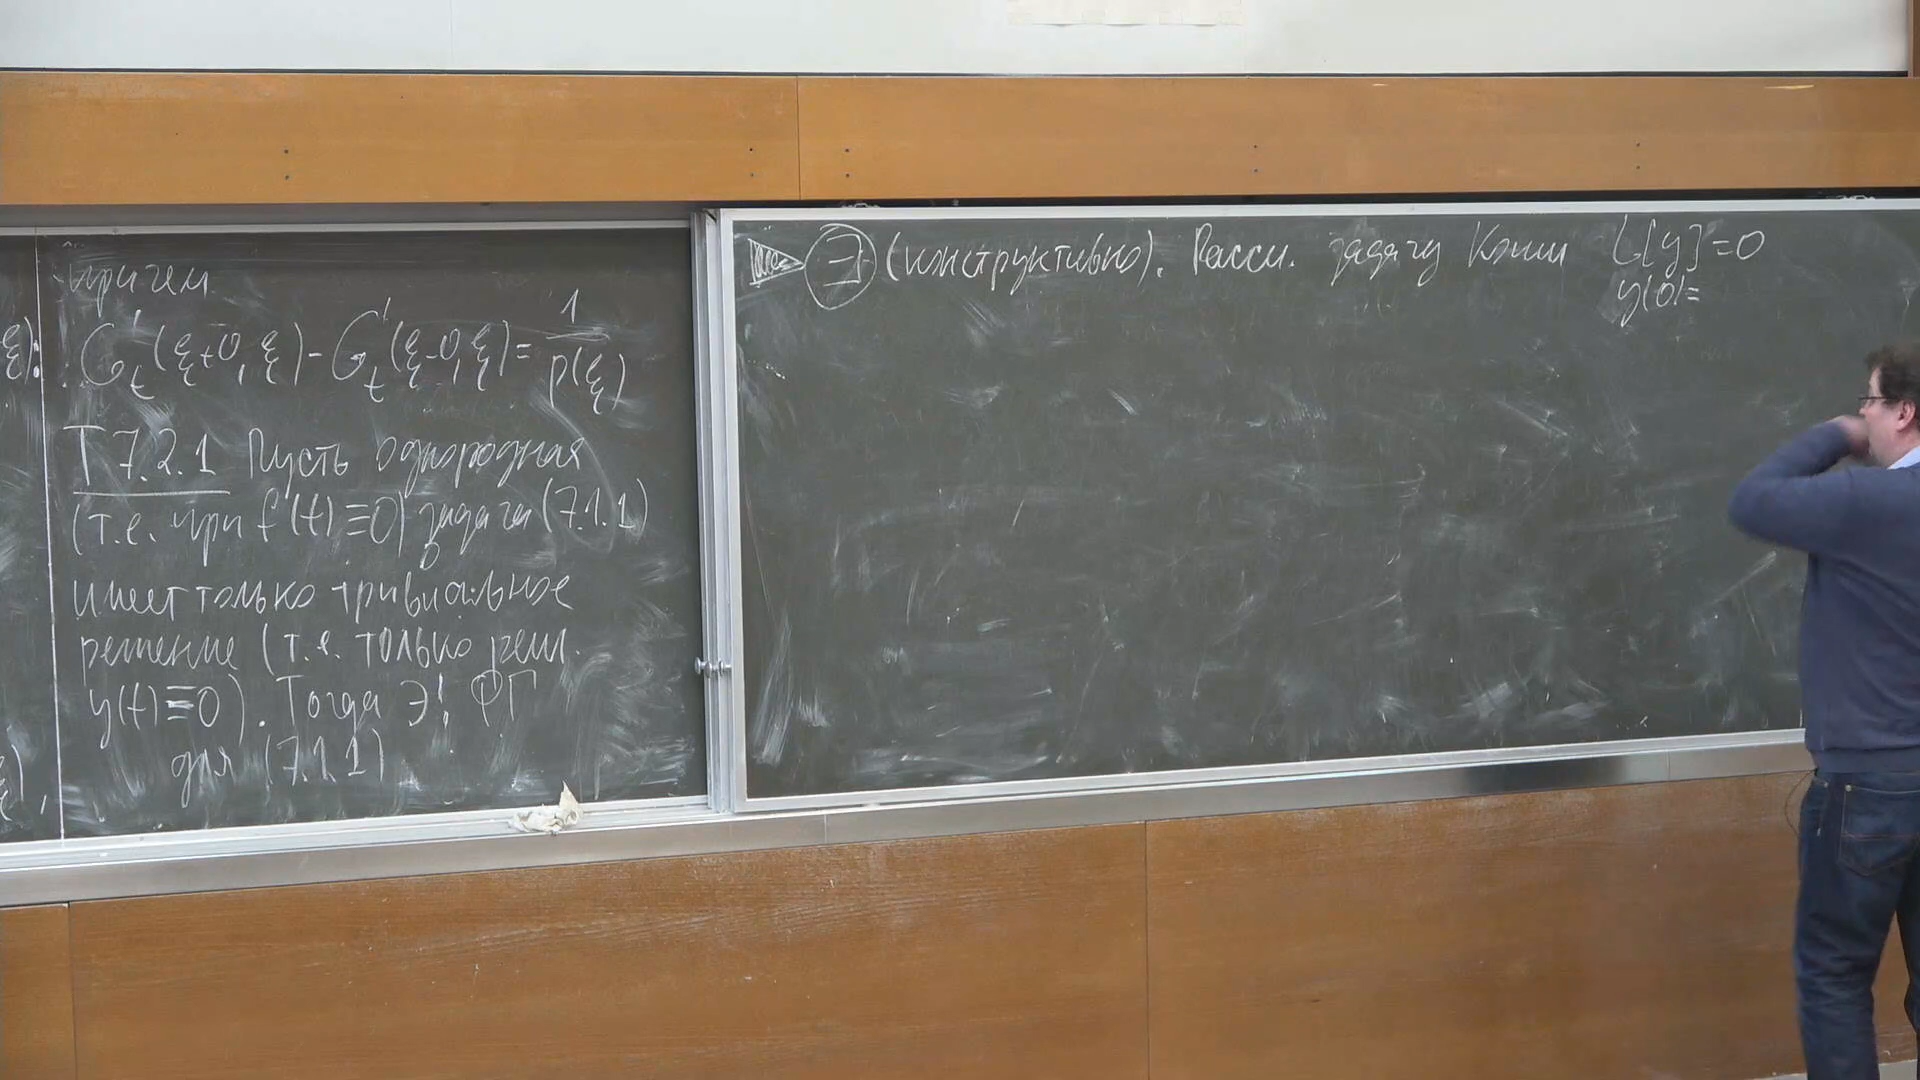 ξ):
причем
G'_t(ξ+0, ξ) - G'_t(ξ-0, ξ) = 1/p(ξ)
Т 7.2.1 Пусть однородная
(т.е. при f(t)≡0) задача (7.1.1)
имеет только тривиальное
решение (т.е. только реш.
y(t)≡0). Тогда ∃! ФГ
для (7.1.1)
ξ),
∃ (конструктивно). Рассм. задачу Коши L[y]=0
y(0)=